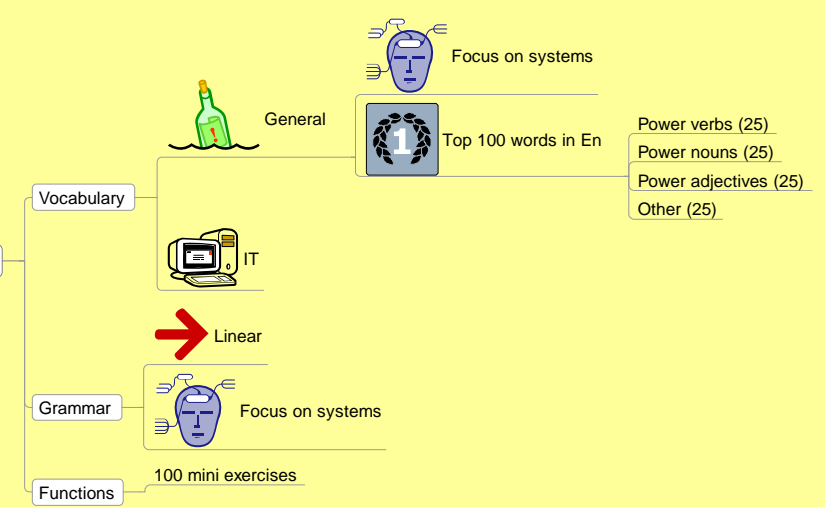 Focus on systems
General
1
Top 100 words in En
Power verbs (25)
Power nouns (25)
Power adjectives (25)
Other (25)
Vocabulary
IT
Linear
Grammar
Focus on systems
100 mini exercises
Functions